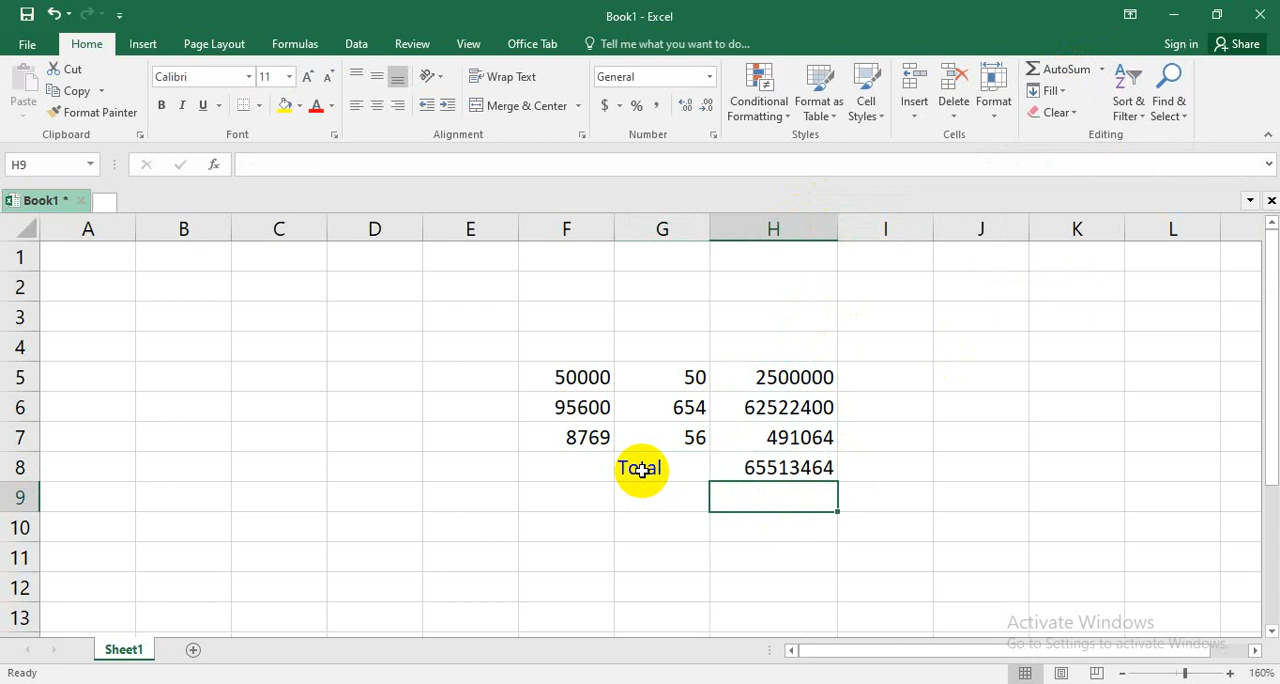 Book1 - Excel
File Home Insert Page Layout Formulas Data Review View Office Tab Tell me what you want to do... Sign in Share
Paste Cut Copy Format Painter Clipboard
Calibri 11 A A B I U A Font
Wrap Text Merge & Center Alignment
General $ % , .0 .00 Number
Conditional Formatting Format as Table Cell Styles Styles
Insert Delete Format Cells
AutoSum Fill Clear Sort & Filter Find & Select Editing
H9 fx
Book1 *
A B C D E F G H I J K L
1
2
3
4
5 50000 50 2500000
6 95600 654 62522400
7 8769 56 491064
8 Total 65513464
9
10
11
12
13
Activate Windows
Go to Settings to activate Windows.
Sheet1
Ready 160%